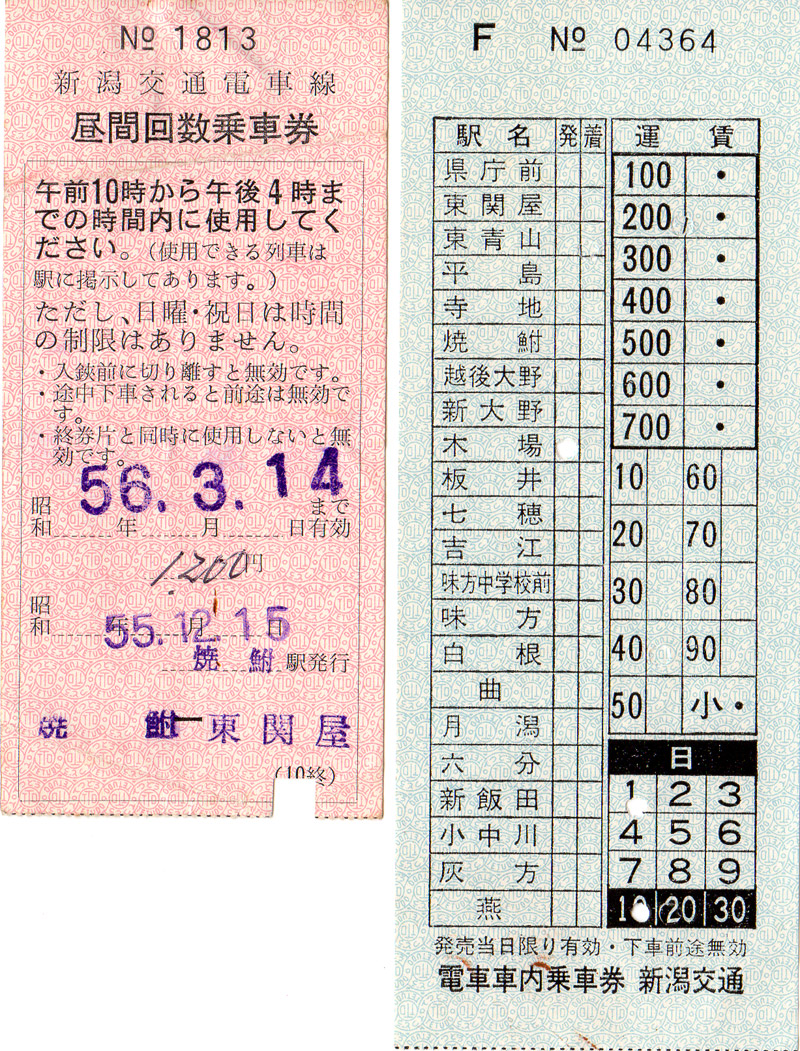 № 1813
新潟交通電車線
昼間回数乗車券
午前10時から午後4時ま
での時間内に使用してく
ださい。(使用できる列車は
駅に掲示してあります。)
ただし、日曜・祝日は時間
の制限はありません。
・入鋏前に切り離すと無効です。
・途中下車されると前途は無効で
す。
・終券片と同時に使用しないと無
効です。
昭和 56年 3月 14日まで有効
1.200円
昭和 55年 12月 15日
焼鮒駅発行
焼鮒―東関屋
(10終)
F № 04364
駅名 発 着 運賃
県庁前
東関屋
東青山
平島
寺地
焼鮒
越後大野
新大野
木場
板井
七穂
吉江
味方中学校前
味方
白根
曲
月潟
六分
新飯田
小中川
灰方
燕
100 ・
200 ・
300 ・
400 ・
500 ・
600 ・
700 ・
10 60
20 70
30 80
40 90
50 小・
日
1 2 3
4 5 6
7 8 9
10 20 30
発売当日限り有効・下車前途無効
電車車内乗車券 新潟交通